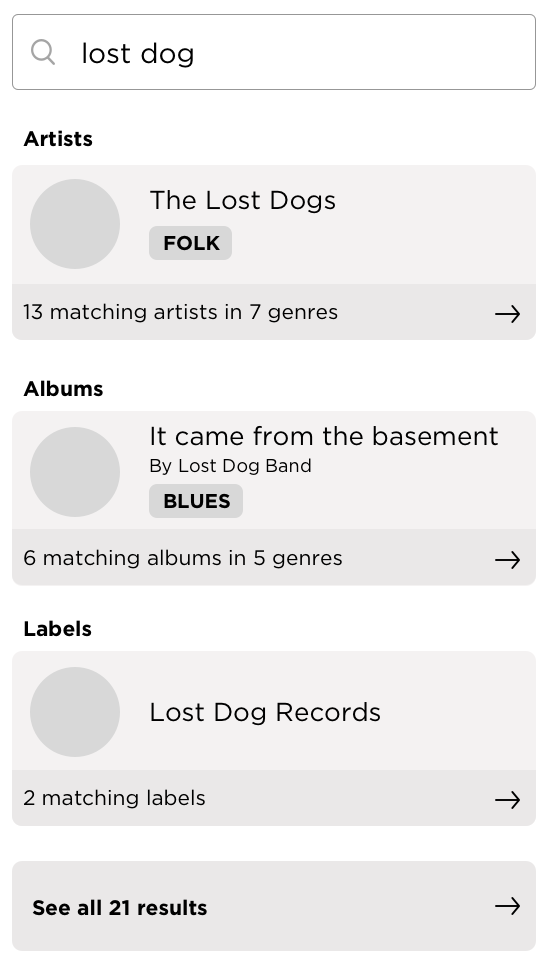 lost dog
Artists
The Lost Dogs
FOLK
13 matching artists in 7 genres
Albums
It came from the basement
By Lost Dog Band
BLUES
6 matching albums in 5 genres
Labels
Lost Dog Records
2 matching labels
See all 21 results